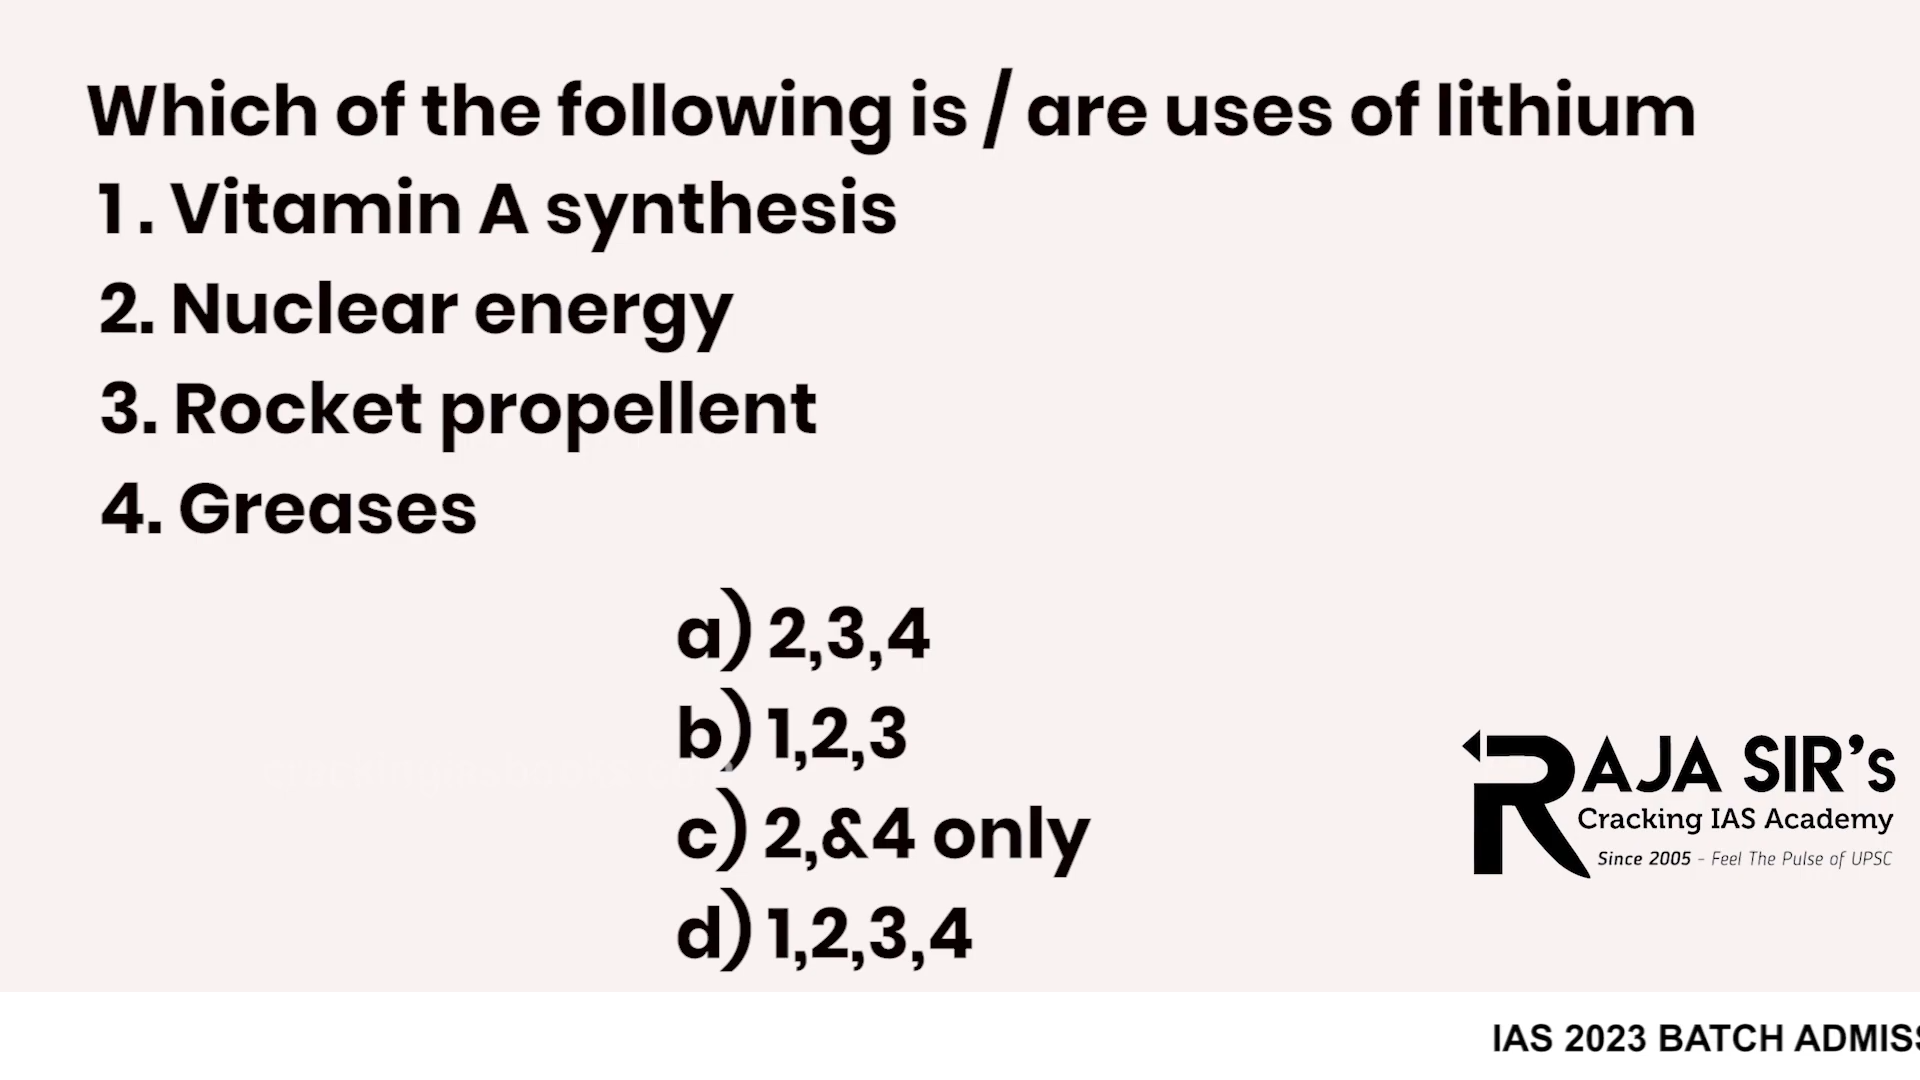 Which of the following is / are uses of lithium
1 . Vitamin A synthesis
2. Nuclear energy
3. Rocket propellent
4. Greases
a) 2,3,4
b) 1,2,3
c) 2,&4 only
d) 1,2,3,4
RAJA SIR's
Cracking IAS Academy
Since 2005 - Feel The Pulse of UPSC
IAS 2023 BATCH